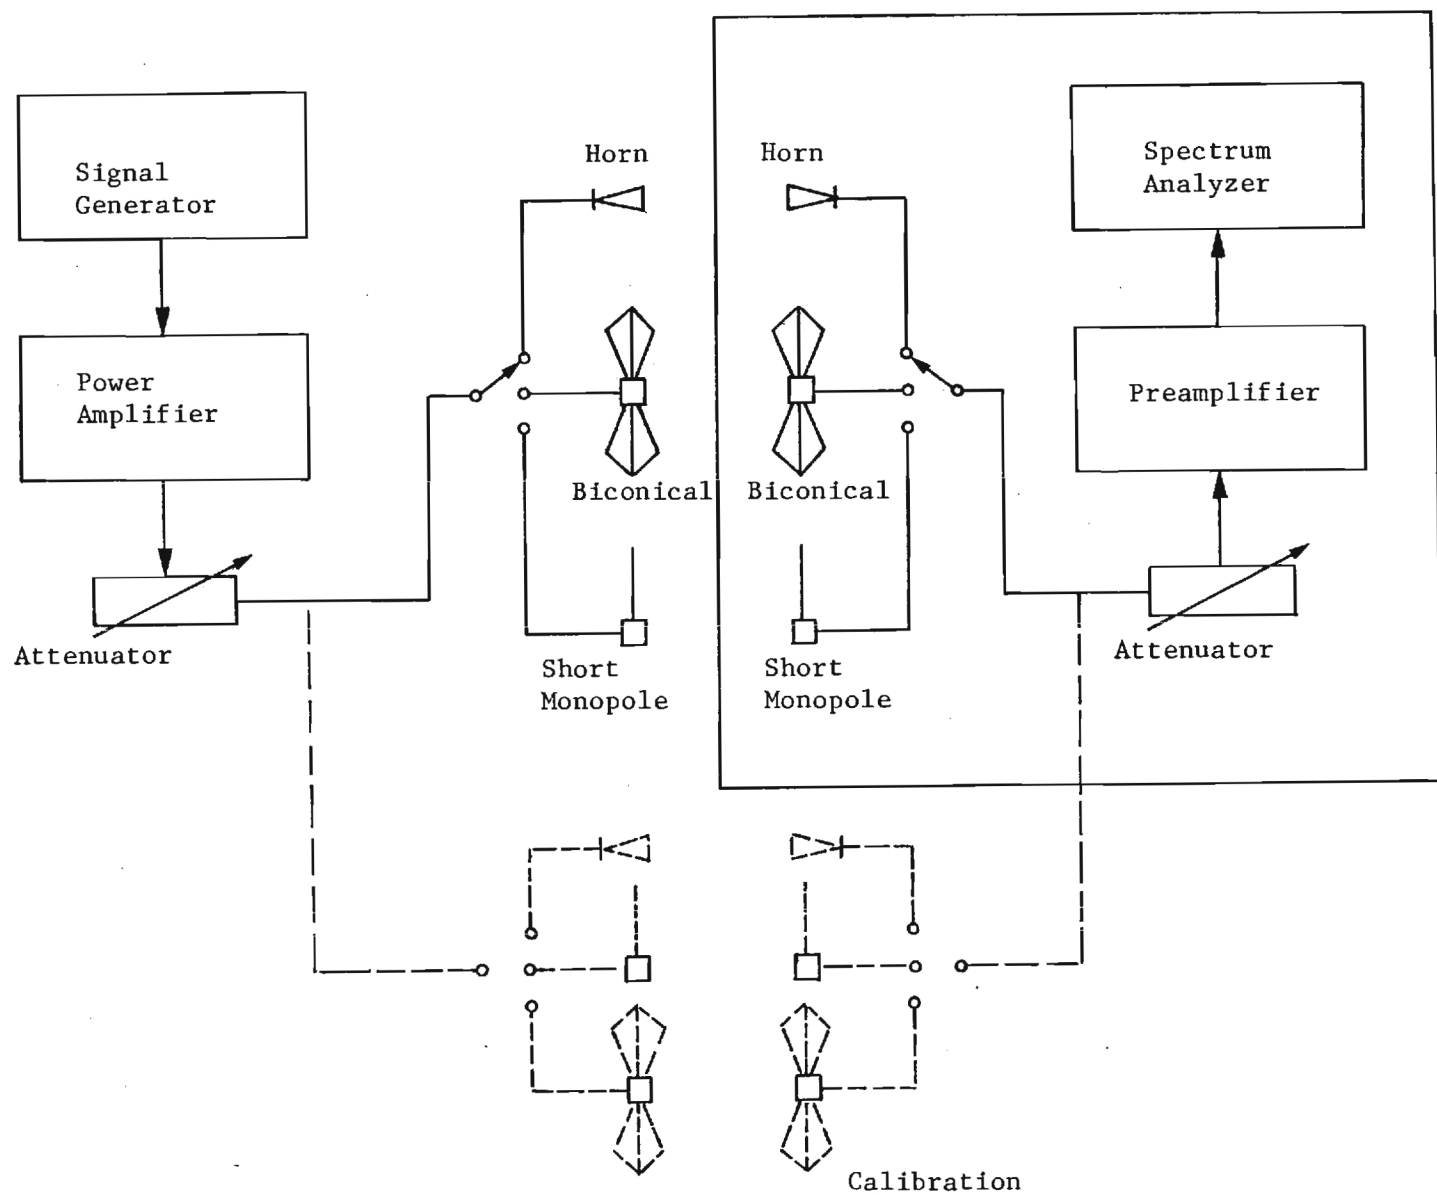 Signal
Generator
Horn
Horn
Spectrum
Analyzer
Power
Amplifier
Preamplifier
Biconical
Biconical
Attenuator
Short
Monopole
Short
Monopole
Attenuator
Calibration